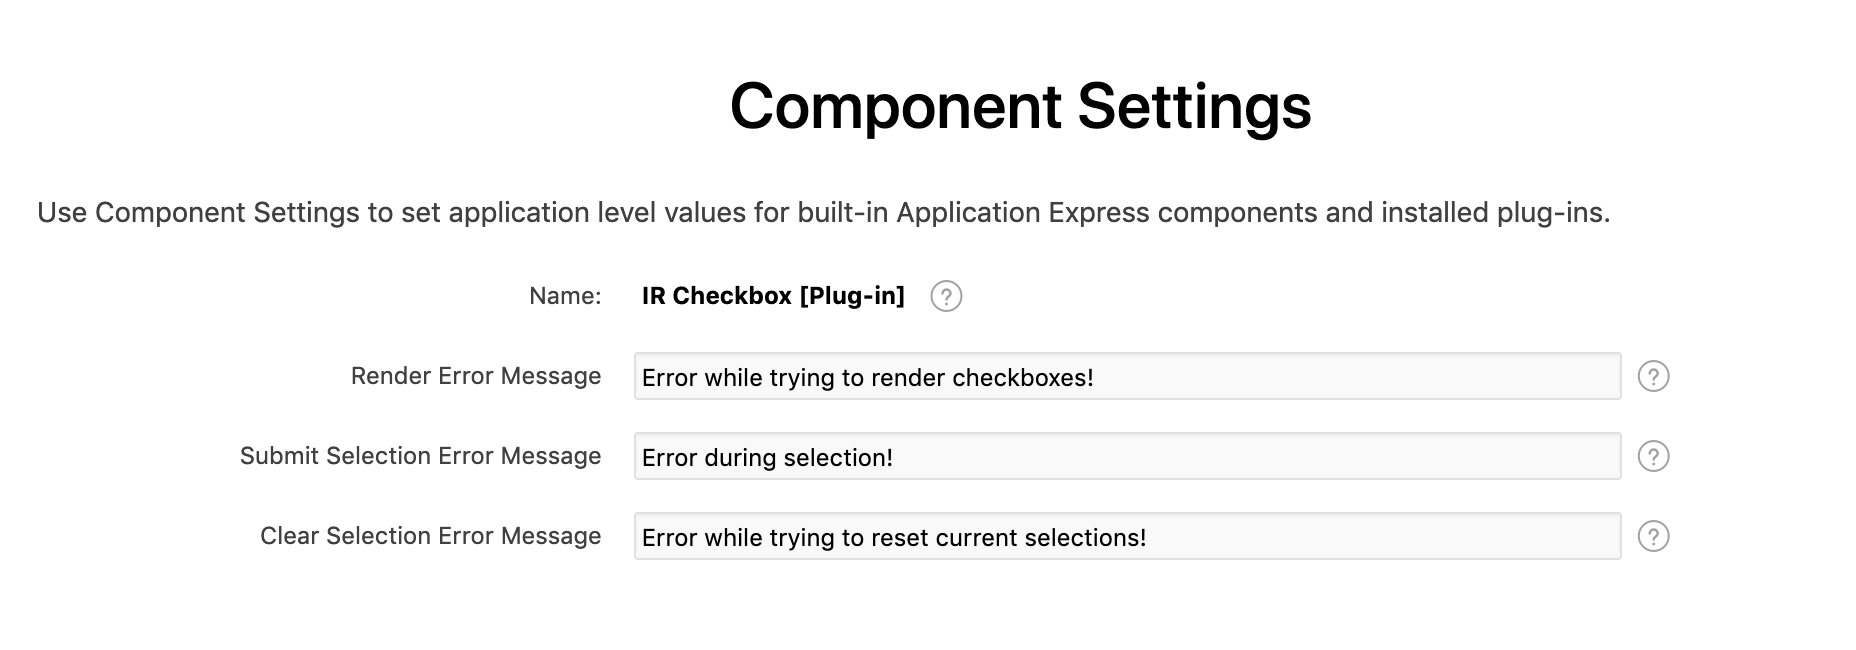 Component Settings
Use Component Settings to set application level values for built-in Application Express components and installed plug-ins.
Name: IR Checkbox [Plug-in] ?
Render Error Message Error while trying to render checkboxes! ?
Submit Selection Error Message Error during selection! ?
Clear Selection Error Message Error while trying to reset current selections! ?